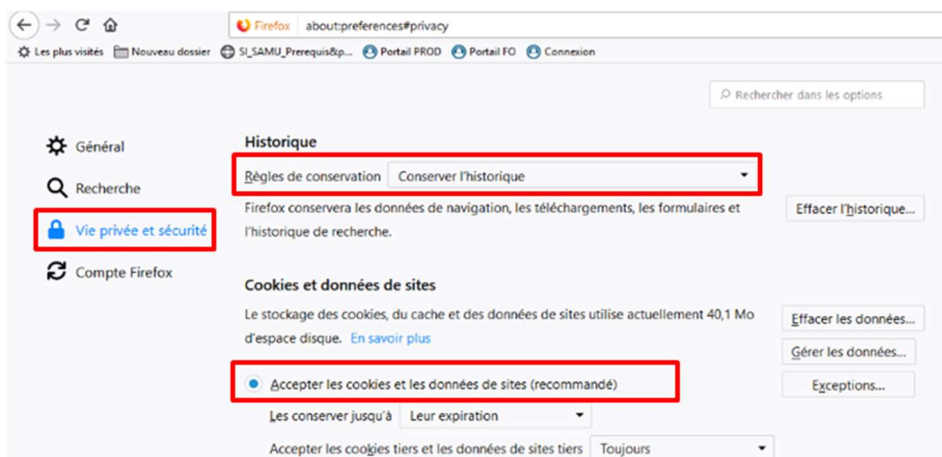 Firefox about:preferences#privacy
Les plus visités Nouveau dossier SI_SAMU_Prerequis&p... Portail PROD Portail FO Connexion
Rechercher dans les options
Général
Recherche
Vie privée et sécurité
Compte Firefox
Historique
Règles de conservation Conserver l'historique
Firefox conservera les données de navigation, les téléchargements, les formulaires et
l'historique de recherche.
Effacer l'historique...
Cookies et données de sites
Le stockage des cookies, du cache et des données de sites utilise actuellement 40,1 Mo
d'espace disque. En savoir plus
Effacer les données...
Gérer les données...
Accepter les cookies et les données de sites (recommandé)
Exceptions...
Les conserver jusqu'à Leur expiration
Accepter les cookies tiers et les données de sites tiers Toujours